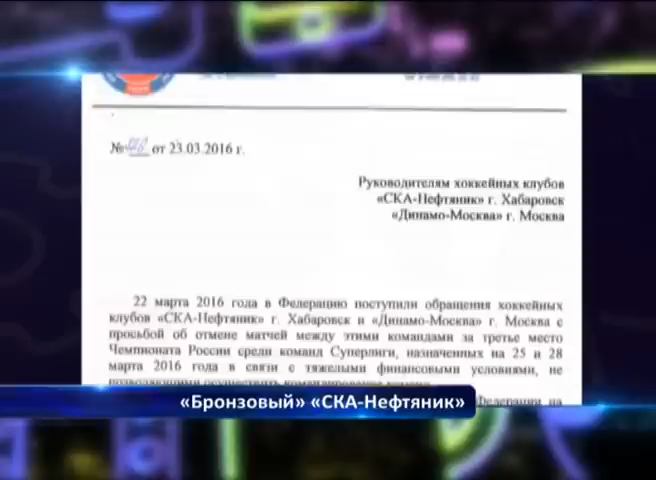 от 23.03.2016 г.
Руководителям хоккейных клубов
«СКА-Нефтяник» г. Хабаровск
«Динамо-Москва» г. Москва
22 марта 2016 года в Федерацию поступили обращения хоккейных
клубов «СКА-Нефтяник» г. Хабаровск и «Динамо-Москва» г. Москва с
просьбой об отмене матчей между этими командами за третье место
Чемпионата России среди команд Суперлиги, назначенных на 25 и 28
марта 2016 года в связи с тяжелыми финансовыми условиями, не
«Бронзовый» «СКА-Нефтяник»
Федерации на